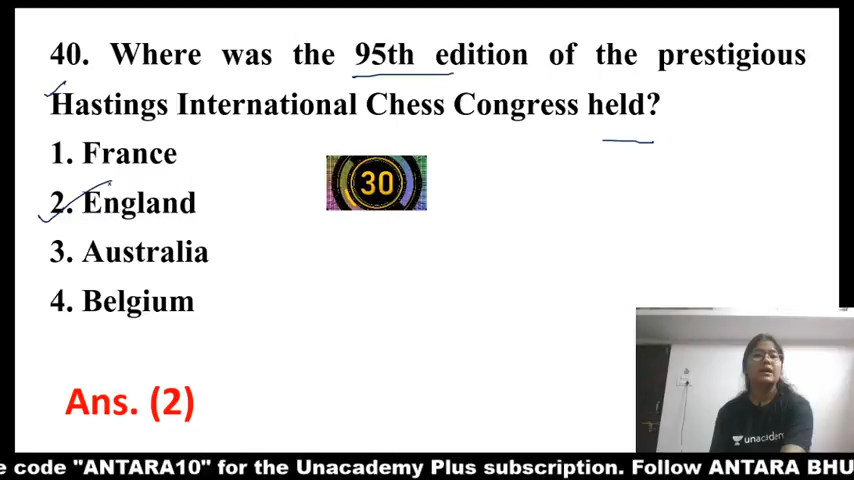 40. Where was the 95th edition of the prestigious
Hastings International Chess Congress held?
1. France
2. England
3. Australia
4. Belgium
30
Ans. (2)
unacademy
e code "ANTARA10" for the Unacademy Plus subscription. Follow ANTARA BHU